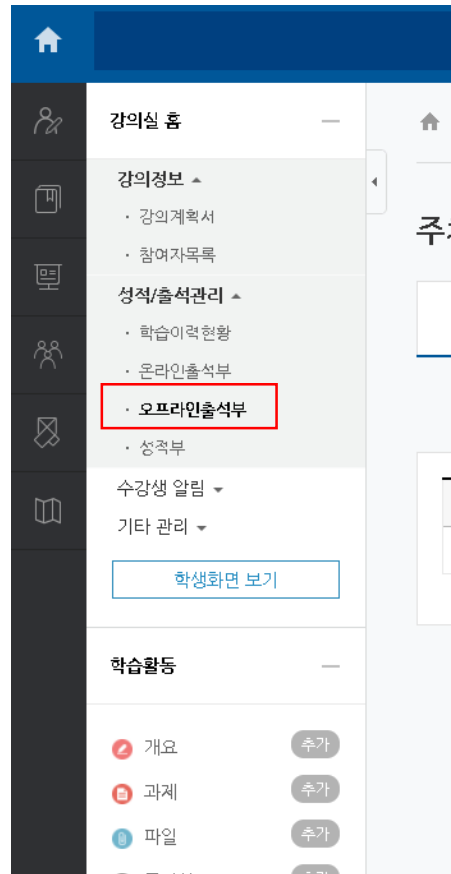 강의실 홈
강의정보
· 강의계획서
· 참여자목록
성적/출석관리
· 학습이력현황
· 온라인출석부
· 오프라인출석부
· 성적부
수강생 알림
기타 관리
학생화면 보기
학습활동
개요 추가
과제 추가
파일 추가
주